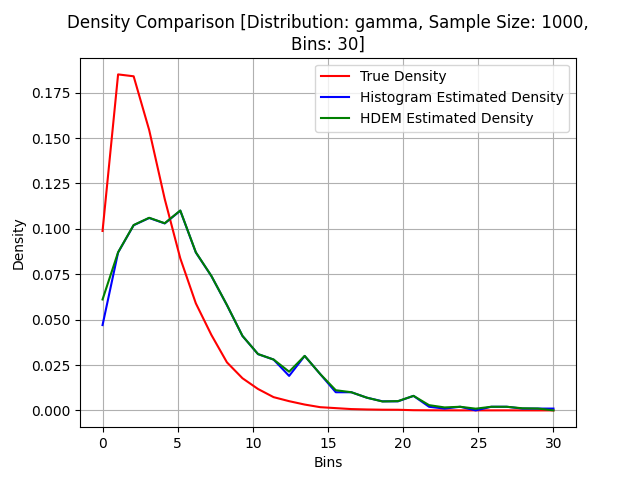 Density Comparison [Distribution: gamma, Sample Size: 1000,
Bins: 30]
True Density
Histogram Estimated Density
HDEM Estimated Density
Density
0.175
0.150
0.125
0.100
0.075
0.050
0.025
0.000
0 5 10 15 20 25 30
Bins